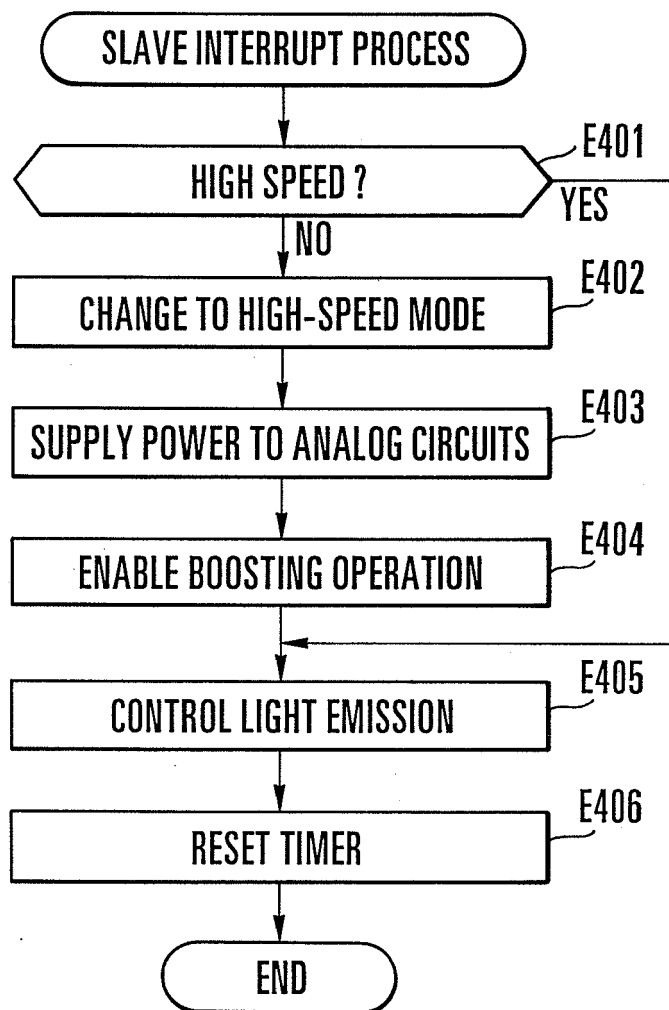 SLAVE INTERRUPT PROCESS
E401
HIGH SPEED ?
YES
NO
E402
CHANGE TO HIGH-SPEED MODE
E403
SUPPLY POWER TO ANALOG CIRCUITS
E404
ENABLE BOOSTING OPERATION
E405
CONTROL LIGHT EMISSION
E406
RESET TIMER
END